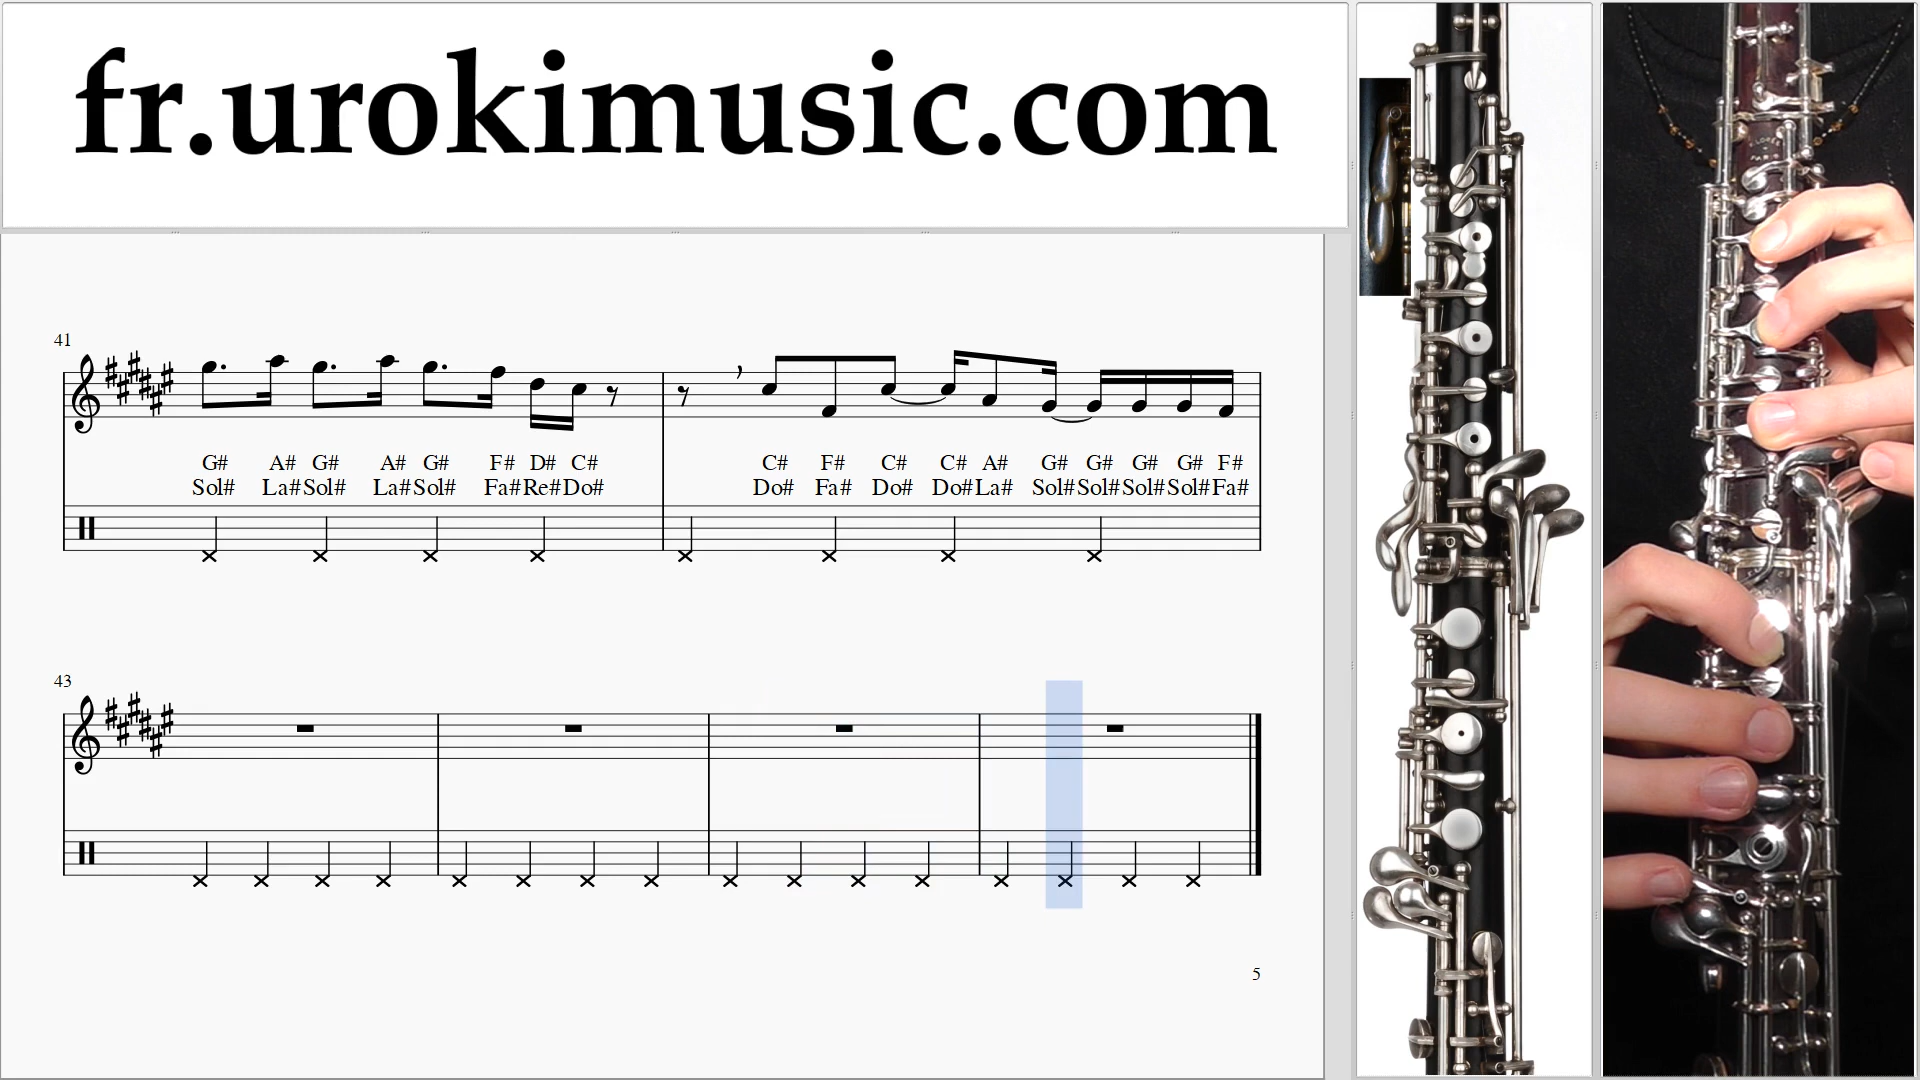 fr.urokimusic.com
41
G# A# G# A# G# F# D# C# C# F# C# C# A# G# G# G# G# F#
Sol# La# Sol# La# Sol# Fa# Re# Do# Do# Fa# Do# Do# La# Sol# Sol# Sol# Sol# Fa#
43
5